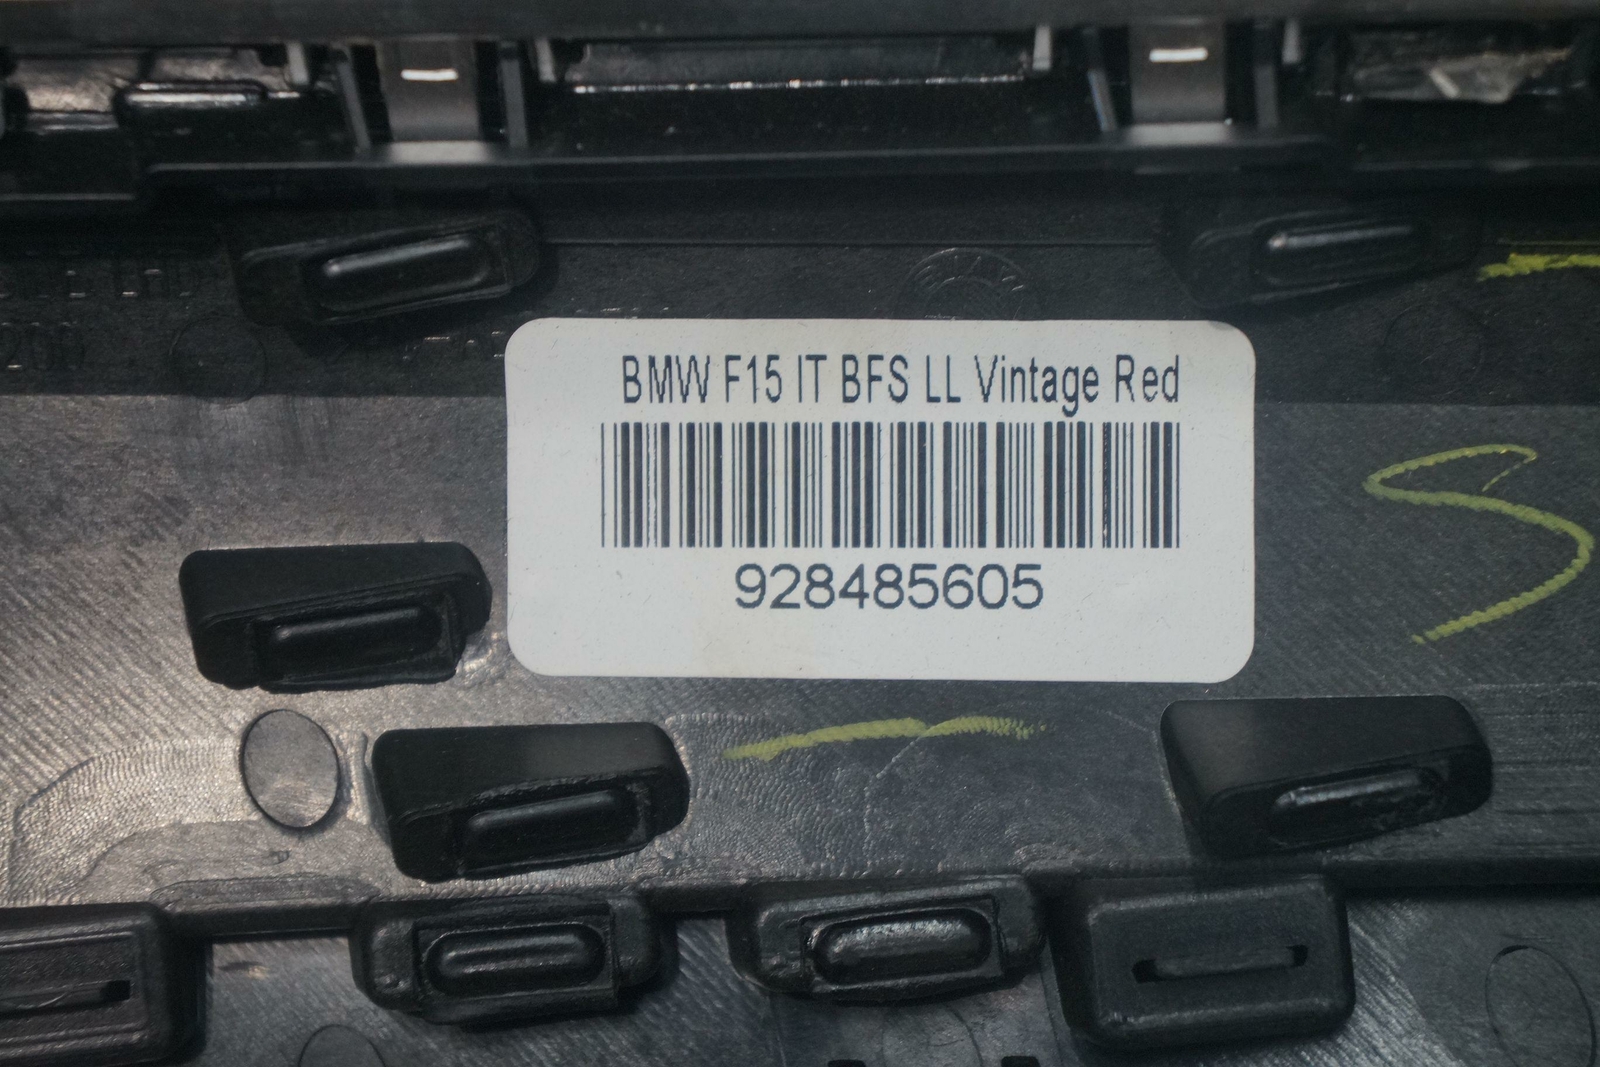 BMW F15 IT BFS LL Vintage Red
928485605
S